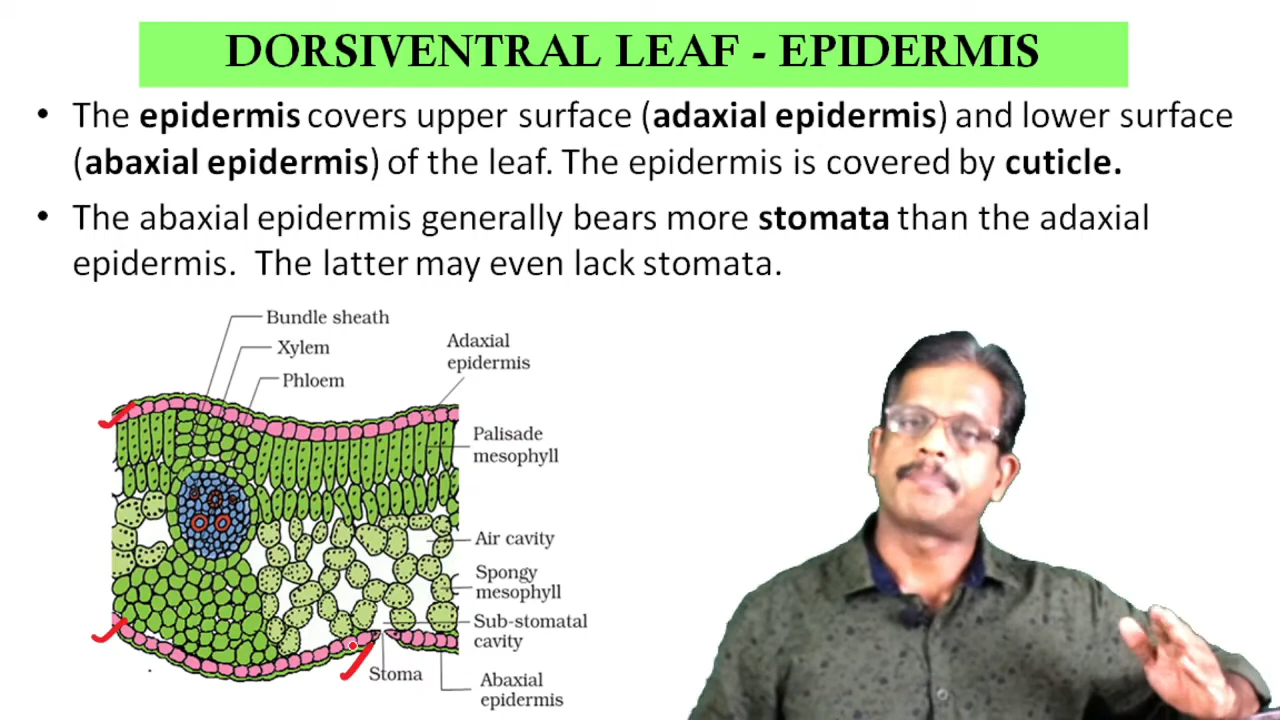 DORSIVENTRAL LEAF - EPIDERMIS
• The epidermis covers upper surface (adaxial epidermis) and lower surface
(abaxial epidermis) of the leaf. The epidermis is covered by cuticle.
• The abaxial epidermis generally bears more stomata than the adaxial
epidermis. The latter may even lack stomata.
Bundle sheath
Xylem
Phloem
Adaxial
epidermis
Palisade
mesophyll
Air cavity
Spongy
mesophyll
Sub-stomatal
cavity
Stoma
Abaxial
epidermis